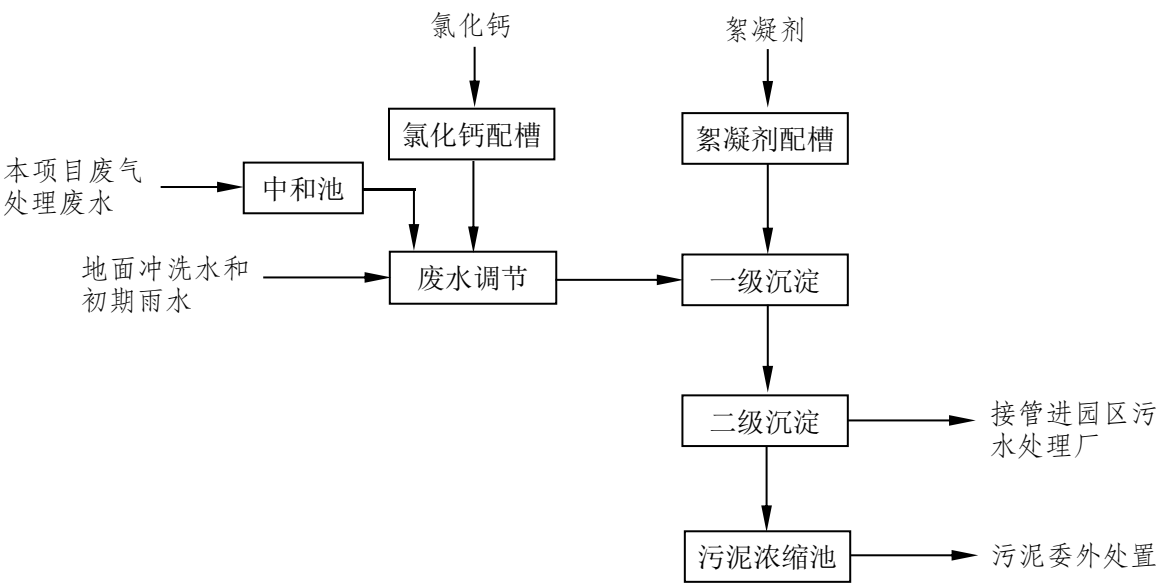 氯化钙
絮凝剂
氯化钙配槽
絮凝剂配槽
本项目废气
处理废水
中和池
地面冲洗水和
初期雨水
废水调节
一级沉淀
二级沉淀
接管进园区污
水处理厂
污泥浓缩池
污泥委外处置